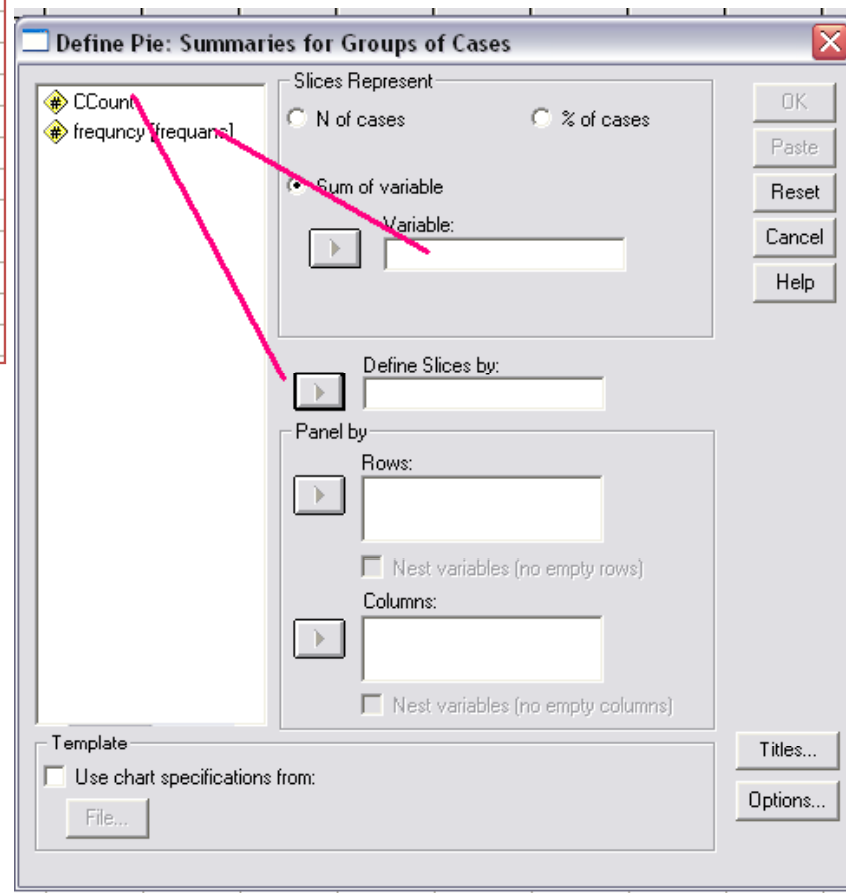 Define Pie: Summaries for Groups of Cases
CCount
frequncy [frequanc]
Slices Represent
N of cases
% of cases
Sum of variable
Variable:
Define Slices by:
Panel by
Rows:
Nest variables (no empty rows)
Columns:
Nest variables (no empty columns)
OK
Paste
Reset
Cancel
Help
Template
Use chart specifications from:
File...
Titles...
Options...